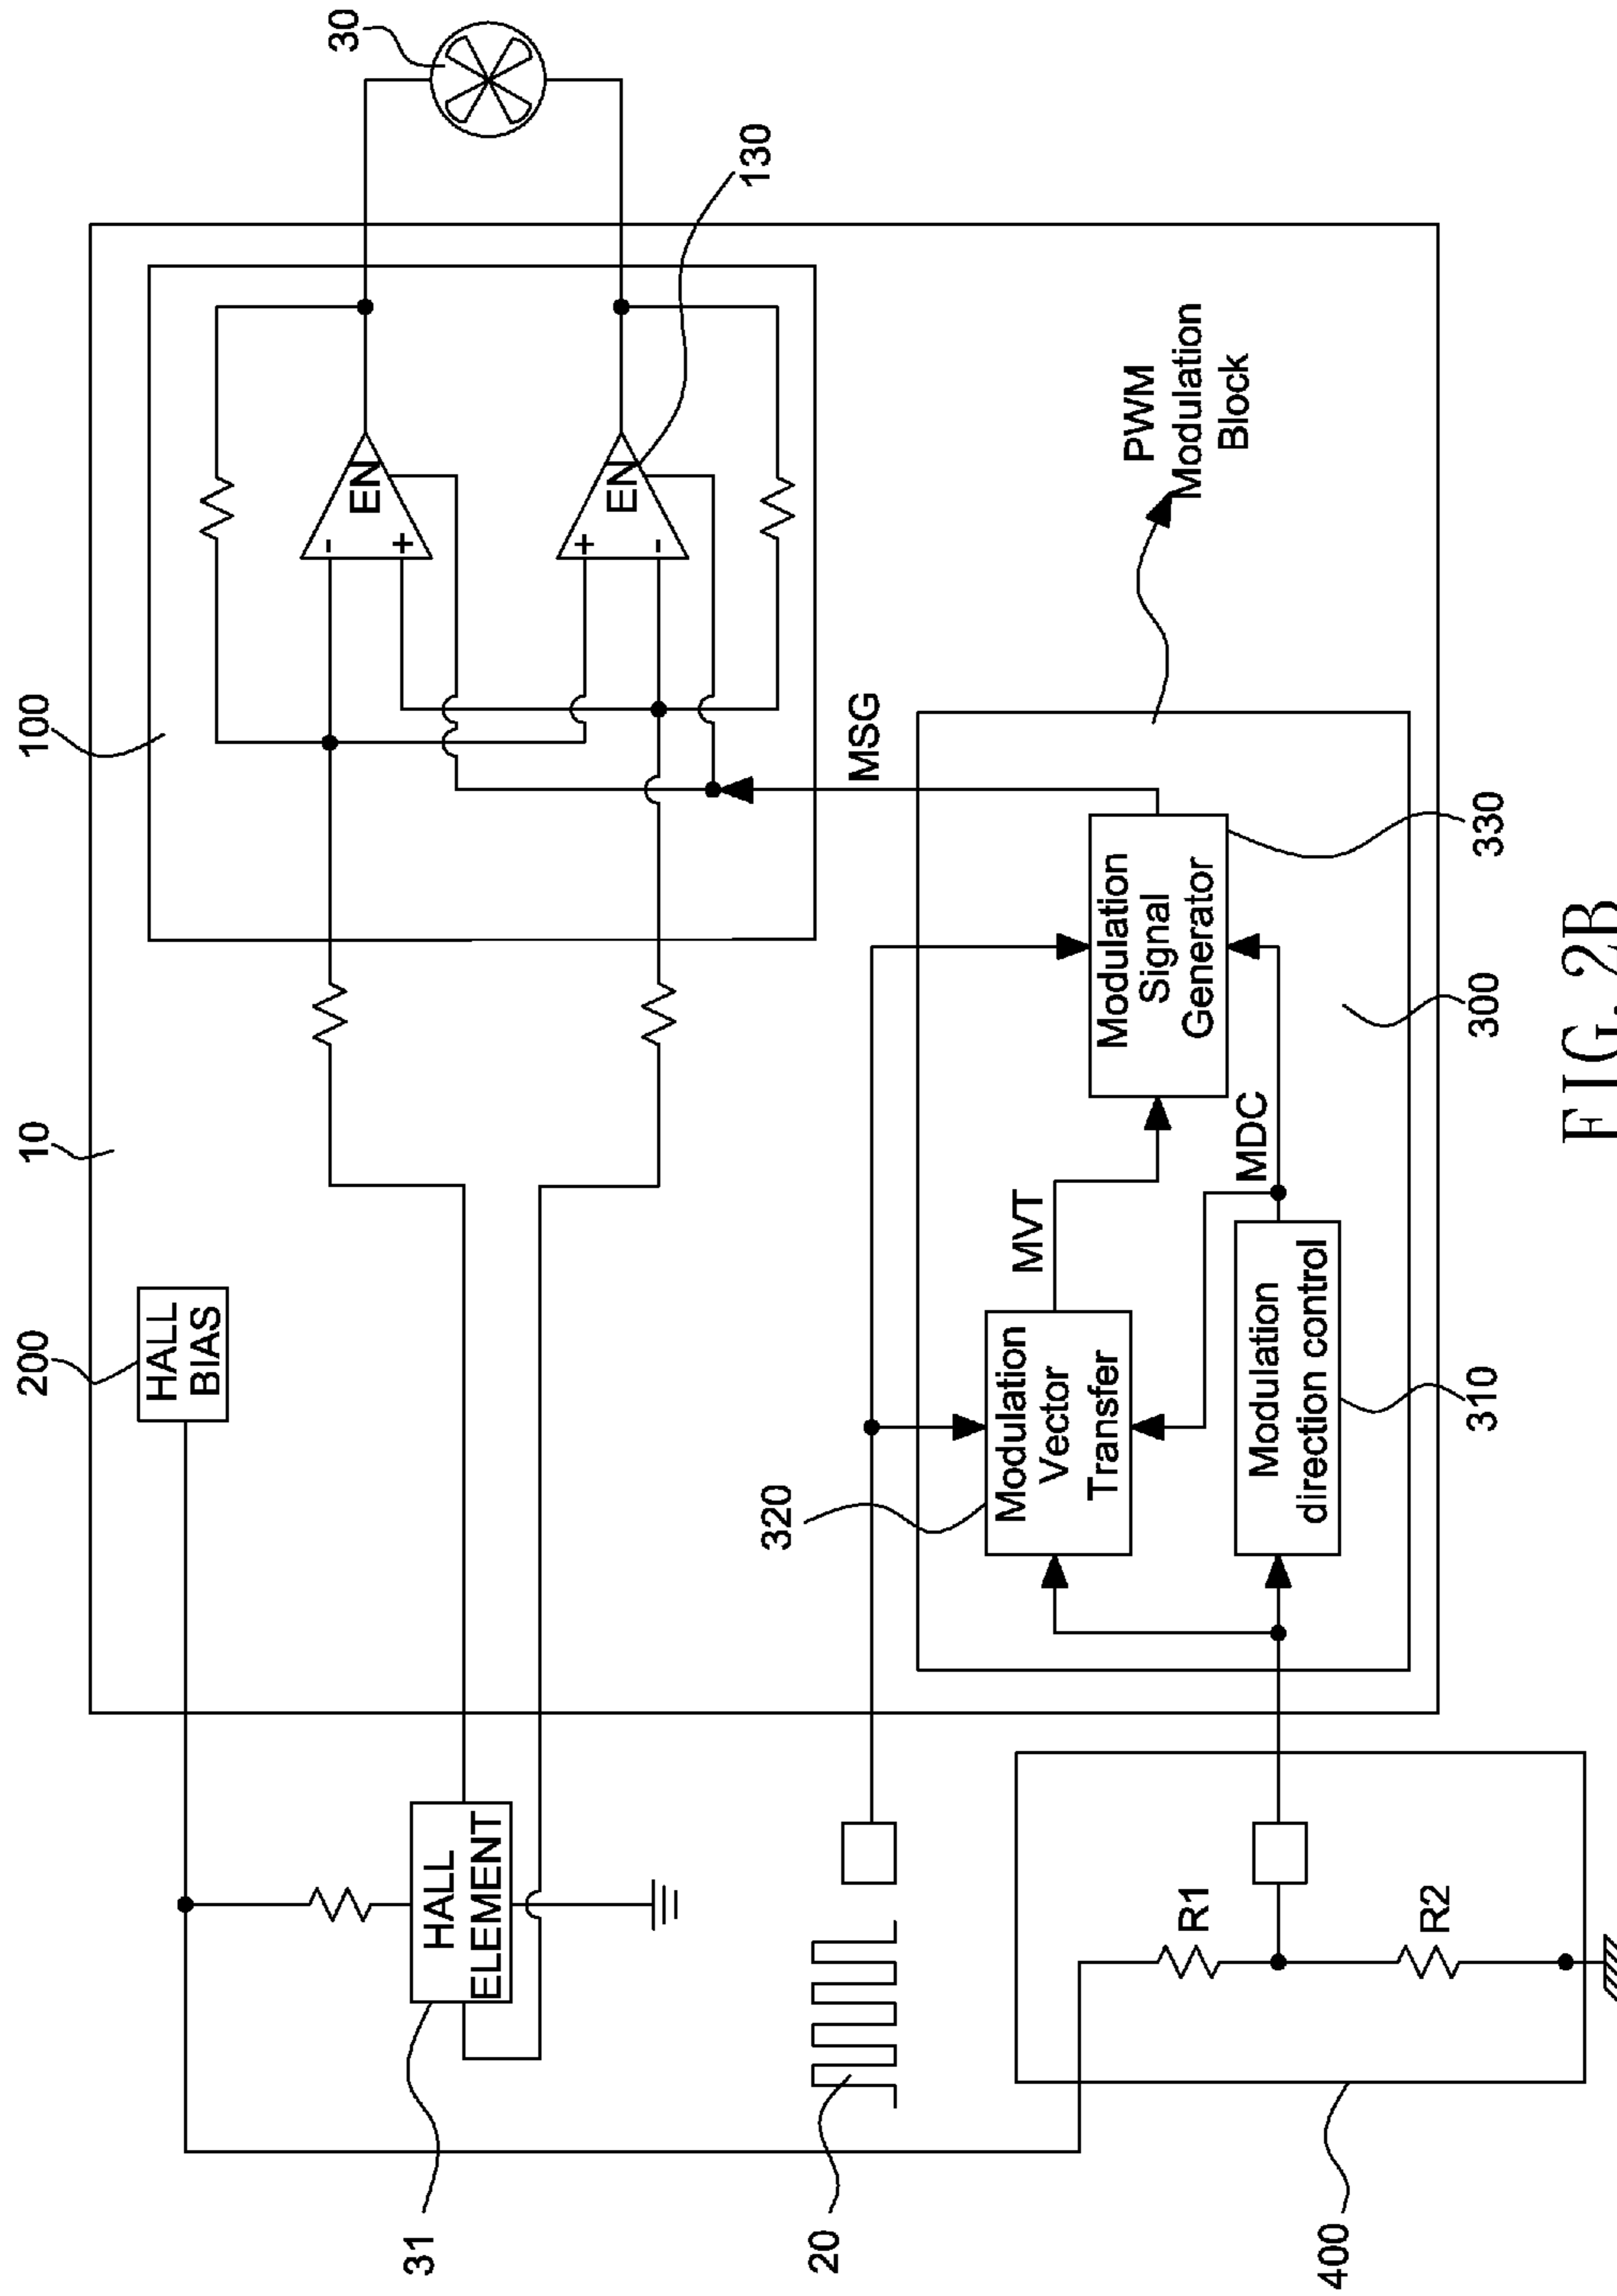 10
100
30
200
HALL
BIAS
-
+
EN
+
-
EN
130
31
HALL
ELEMENT
20
320
Modulation
Vector
Transfer
MVT
MSG
Modulation
Signal
Generator
PWM
Modulation
Block
MDC
Modulation
direction control
310
300
330
R1
R2
400
FIG. 2B